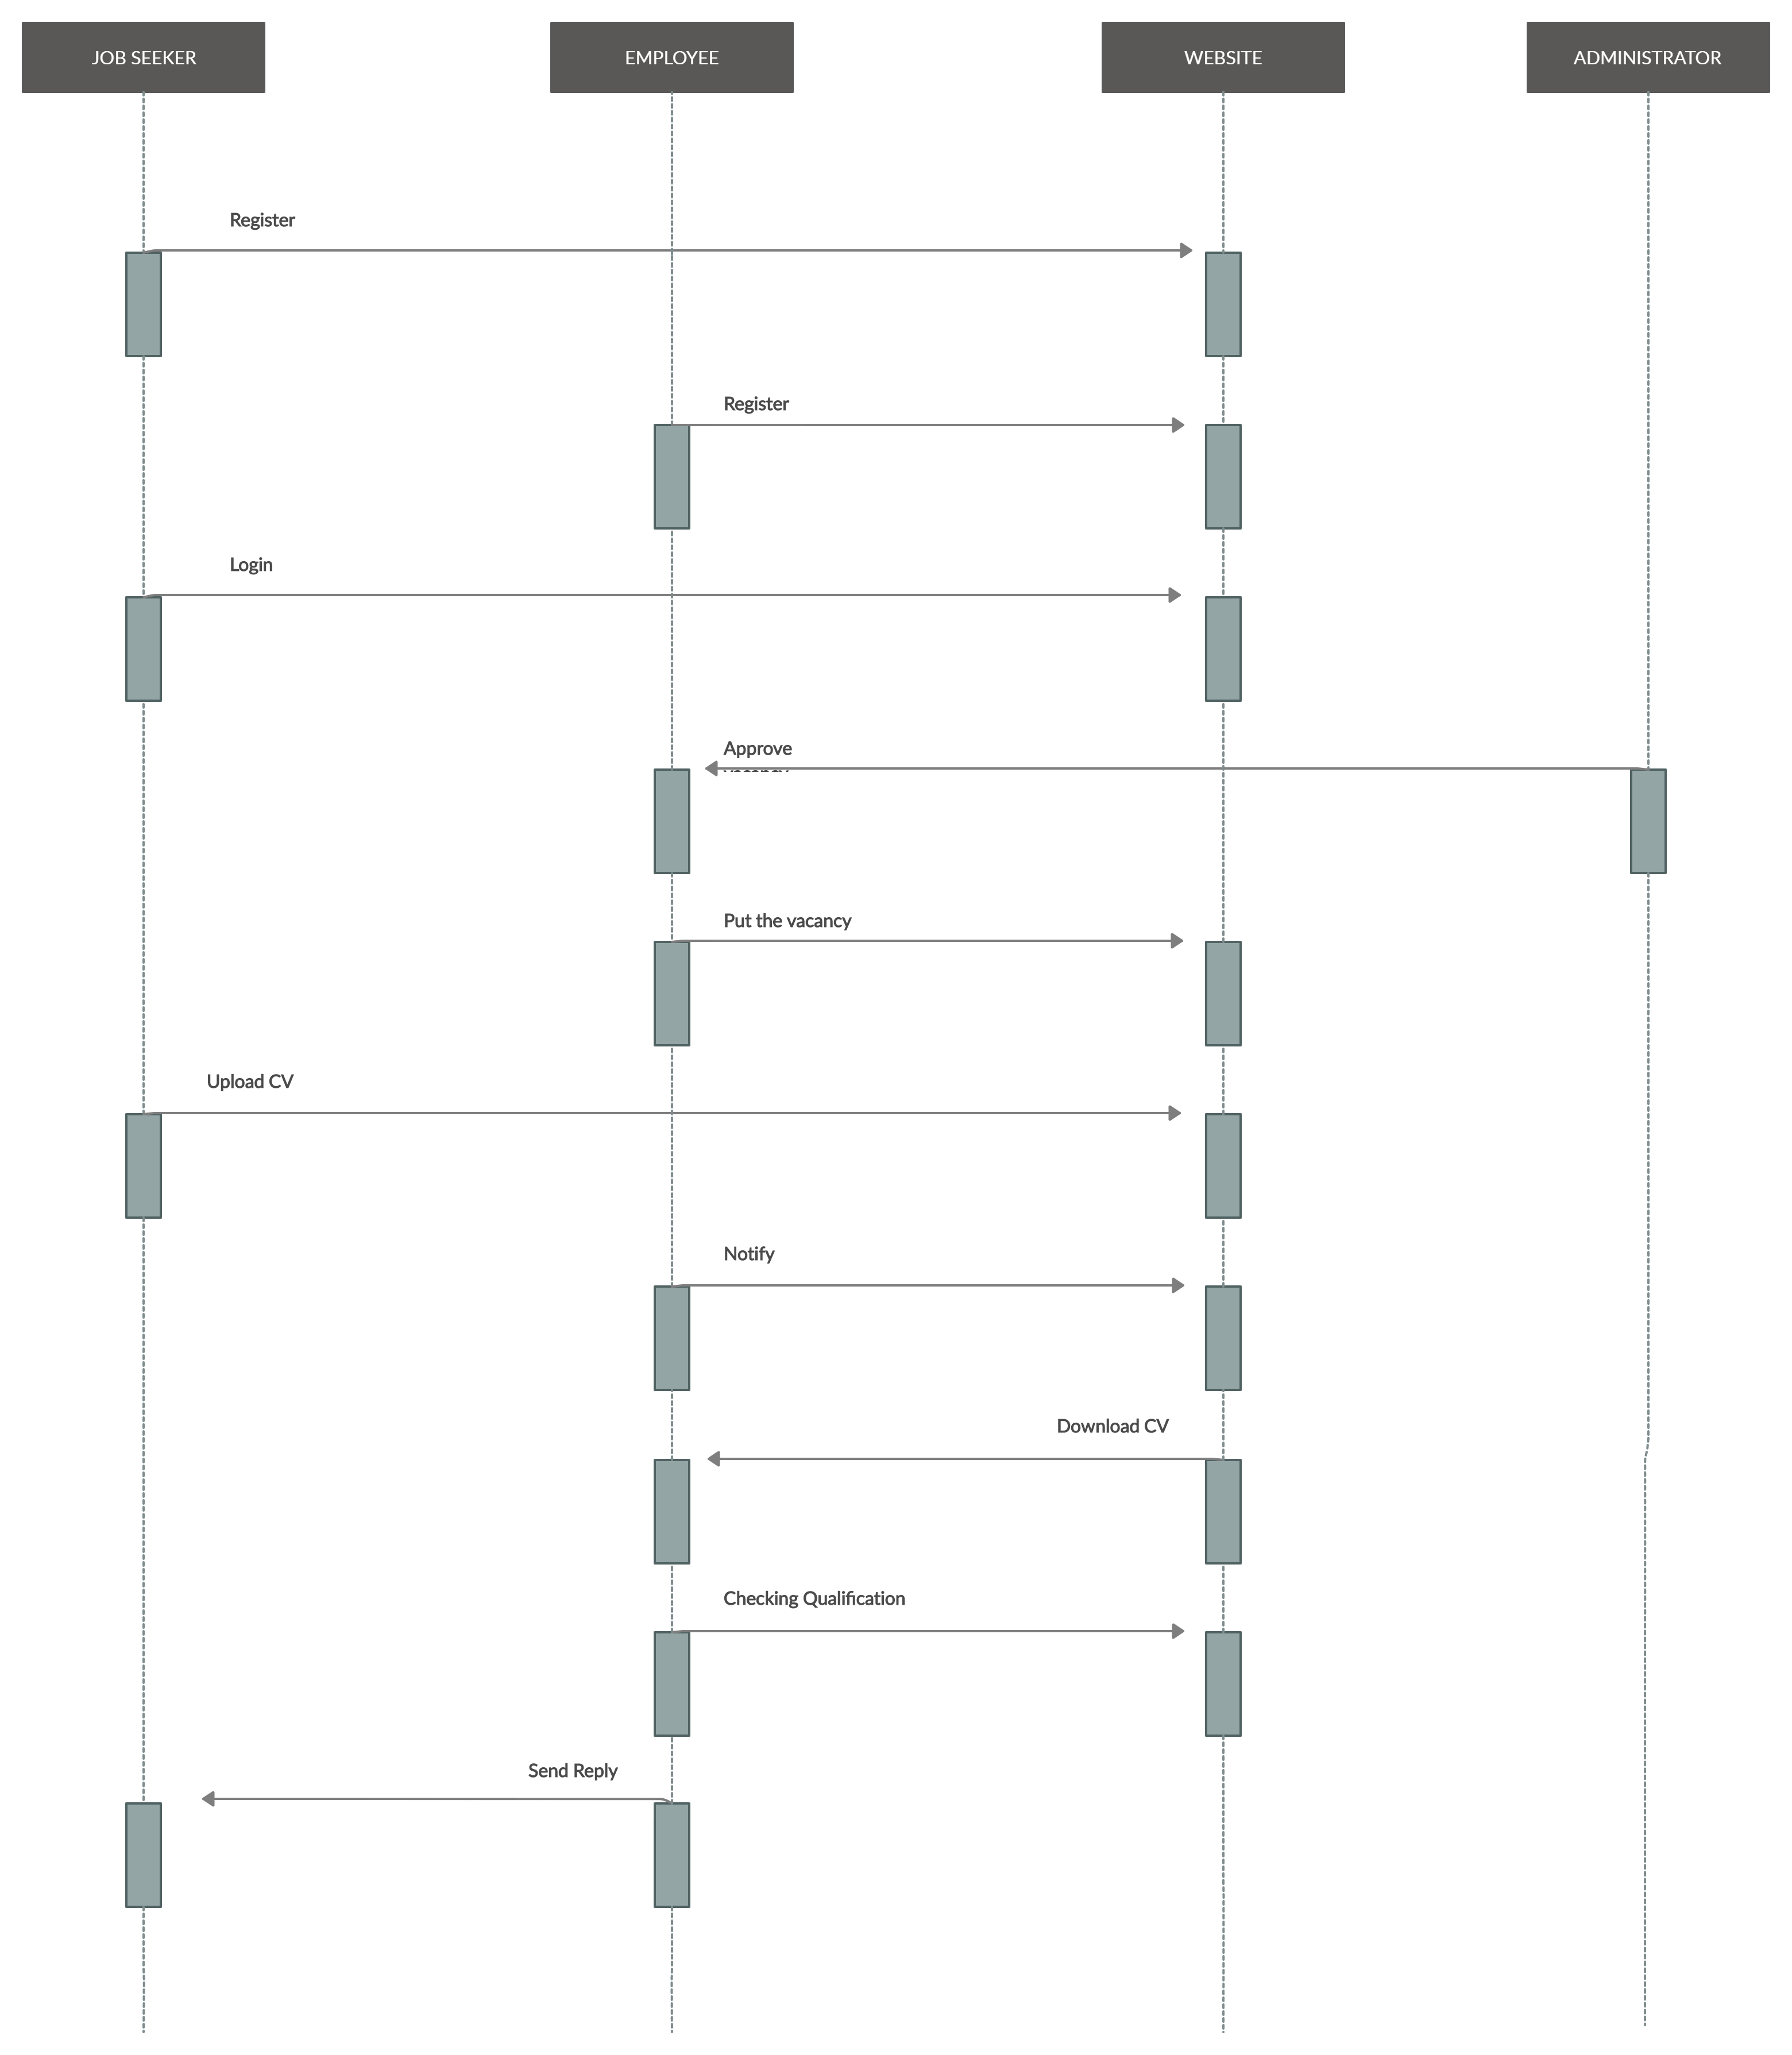 JOB SEEKER
EMPLOYEE
WEBSITE
ADMINISTRATOR
Register
Register
Login
Approve
Put the vacancy
Upload CV
Notify
Download CV
Checking Qualification
Send Reply